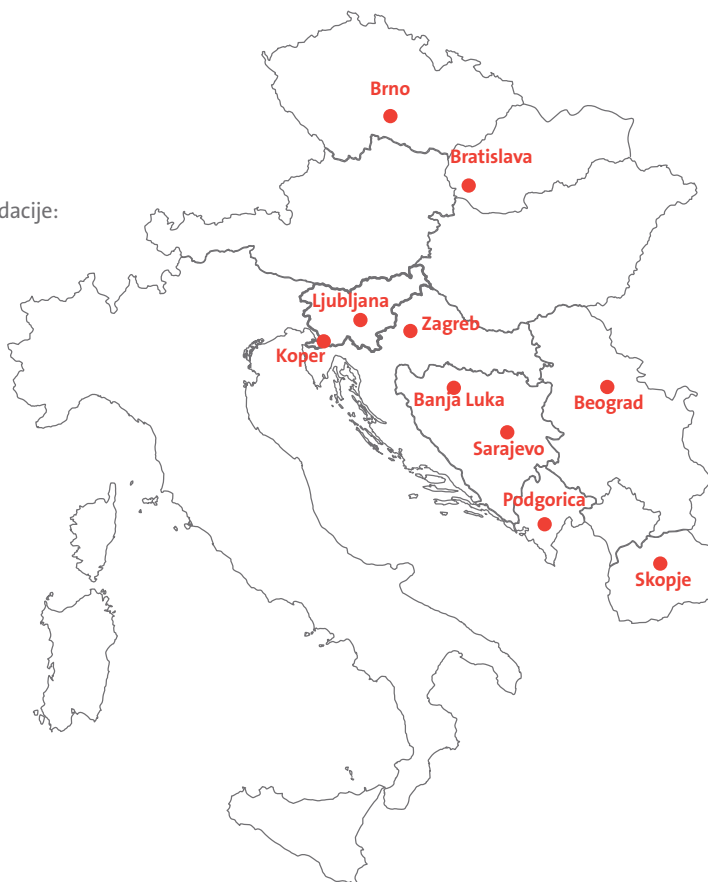 Brno
Bratislava
dacije:
Ljubljana
Zagreb
Koper
Banja Luka
Beograd
Sarajevo
Podgorica
Skopje